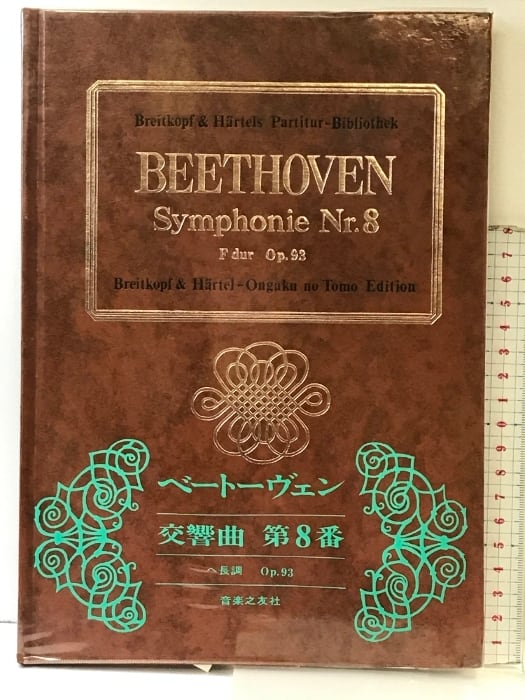 Breitkopf & Härtels Partitur-Bibliothek
BEETHOVEN
Symphonie Nr.8
F dur Op.93
Breitkopf & Härtel-Ongaku no Tomo Edition
ベートーヴェン
交響曲 第8番
ヘ長調 Op.93
音楽之友社